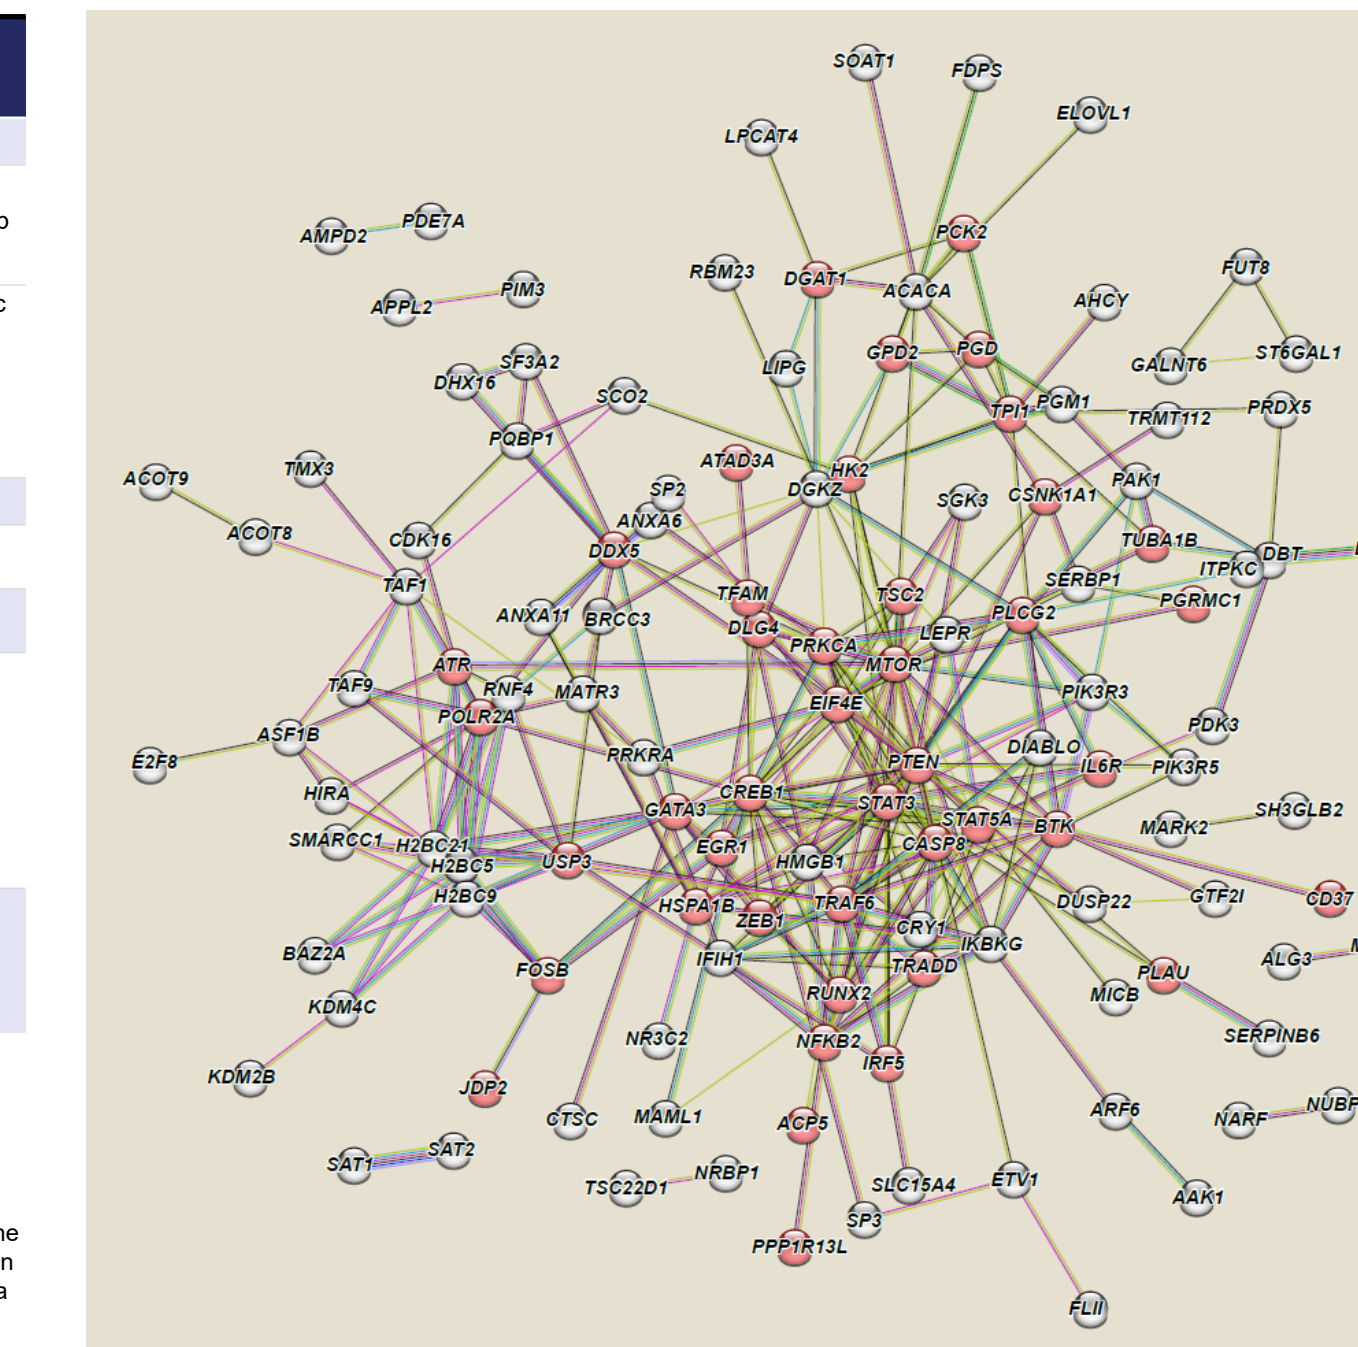 SOAT1
FDPS
ELOVL1
LPCAT4
PDE7A
AMPD2
PCK2
RBM23
DGAT1
ACACA
FUT8
PIM3
APPL2
AHCY
c
GPD2
PGD
ST6GAL1
SF3A2
LIPG
GALNT6
DHX16
SCO2
TPI1
PGM1
TRMT112
PRDX5
PQBP1
ATAD3A
HK2
TMX3
ACOT9
SP2
DGKZ
SGK3
CSNK1A1
PAK1
ANXA6
ACOT8
CDK16
DDX5
TUBA1B
DBT
ITPKC
TAF1
TFAM
TSC2
SERBP1
PGRMC1
ANXA11
BRCC3
DLG4
PRKCA
LEPR
PLCG2
ATR
MTOR
TAF9
RNF4
MATR3
PIK3R3
POLR2A
EIF4E
ASF1B
PDK3
E2F8
PRKRA
PTEN
DIABLO
IL6R
PIK3R5
HIRA
CREB1
STAT3
GATA3
STAT5A
SH3GLB2
SMARCC1
H2BC21
EGR1
CASP8
BTK
MARK2
H2BC5
USP3
HMGB1
H2BC9
HSPA1B
ZEB1
TRAF6
CRY1
DUSP22
GTF2I
CD37
BAZ2A
FOSB
IFIH1
IKBKG
TRADD
PLAU
ALG3
KDM4C
RUNX2
MICB
NR3C2
NFKB2
IRF5
SERPINB6
KDM2B
JDP2
CTSC
MAML1
ACP5
ARF6
NARF
NUBP
SAT1
SAT2
TSC22D1
NRBP1
SLC15A4
ETV1
AAK1
SP3
ne
PPP1R13L
n
a
FLII